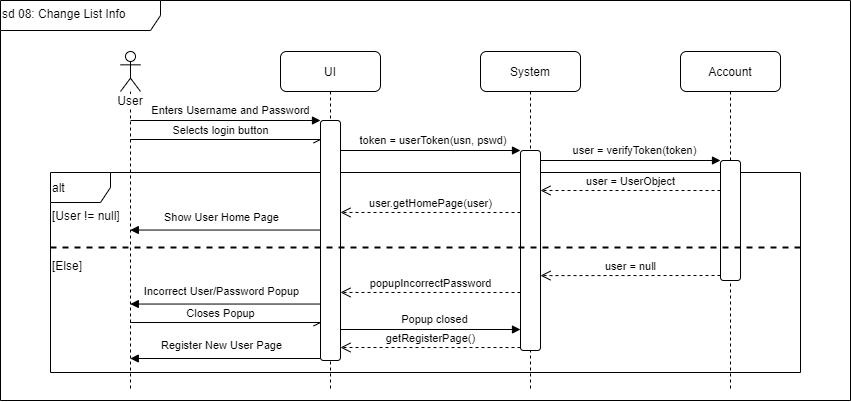 sd 08: Change List Info
User
UI
System
Account
Enters Username and Password
Selects login button
token = userToken(usn, pswd)
user = verifyToken(token)
alt
user = UserObject
user.getHomePage(user)
[User != null]
Show User Home Page
[Else]
user = null
popupIncorrectPassword
Incorrect User/Password Popup
Closes Popup
Popup closed
getRegisterPage()
Register New User Page